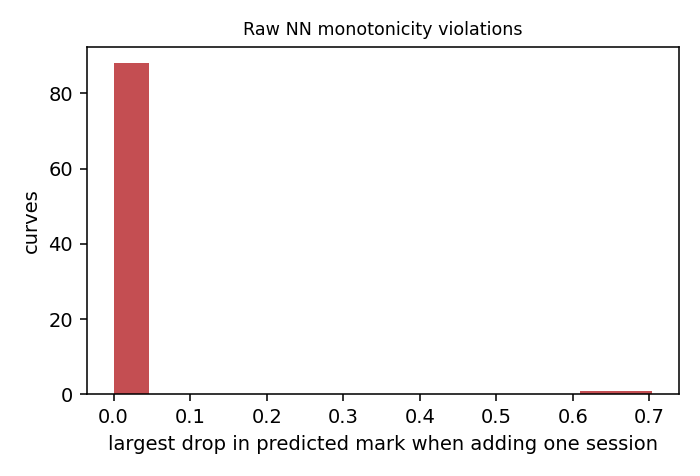 Raw NN monotonicity violations
curves
80
60
40
20
0
0.0 0.1 0.2 0.3 0.4 0.5 0.6 0.7
largest drop in predicted mark when adding one session